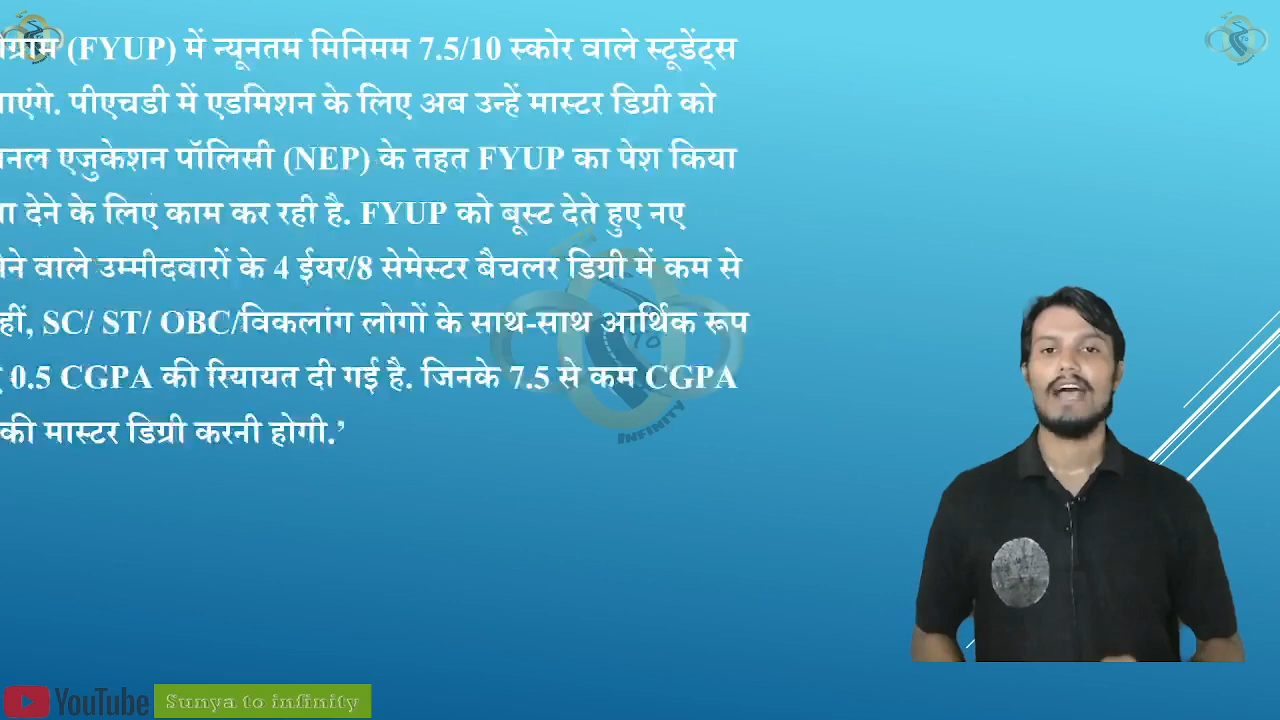 (FYUP) में न्यूनतम मिनिमम 7.5/10 स्कोर वाले स्टूडेंट्स
पीएचडी में एडमिशन के लिए अब उन्हें मास्टर डिग्री को
एजुकेशन पॉलिसी (NEP) के तहत FYUP का पेश किया
देने के लिए काम कर रही है. FYUP को बूस्ट देते हुए नए
वाले उम्मीदवारों के 4 ईयर/8 सेमेस्टर बैचलर डिग्री में कम से
SC/ ST/ OBC/विकलांग लोगों के साथ-साथ आर्थिक रूप
0.5 CGPA की रियायत दी गई है. जिनके 7.5 से कम CGPA
की मास्टर डिग्री करनी होगी.’
TO
INFINITY
YouTube Sunya to infinity